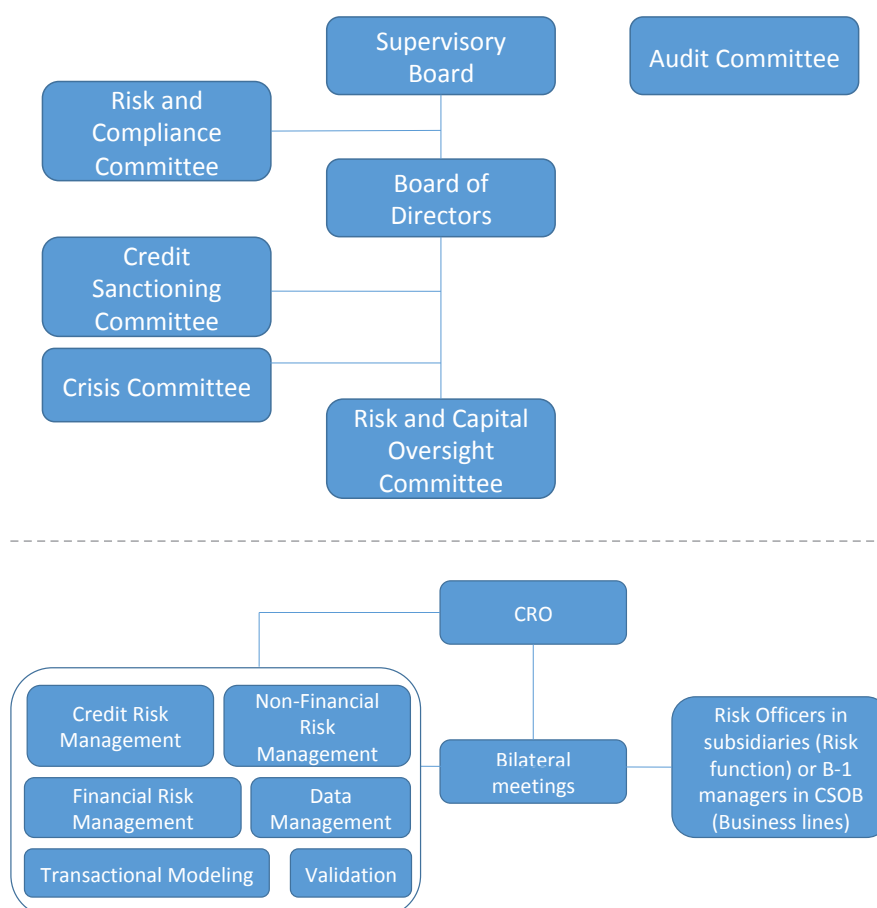 Supervisory
Board
Audit Committee
Risk and
Compliance
Committee
Board of
Directors
Credit
Sanctioning
Committee
Crisis Committee
Risk and Capital
Oversight
Committee
CRO
Credit Risk
Management
Non-Financial
Risk
Management
Financial Risk
Management
Data
Management
Transactional Modeling
Validation
Bilateral
meetings
Risk Officers in
subsidiaries (Risk
function) or B-1
managers in CSOB
(Business lines)